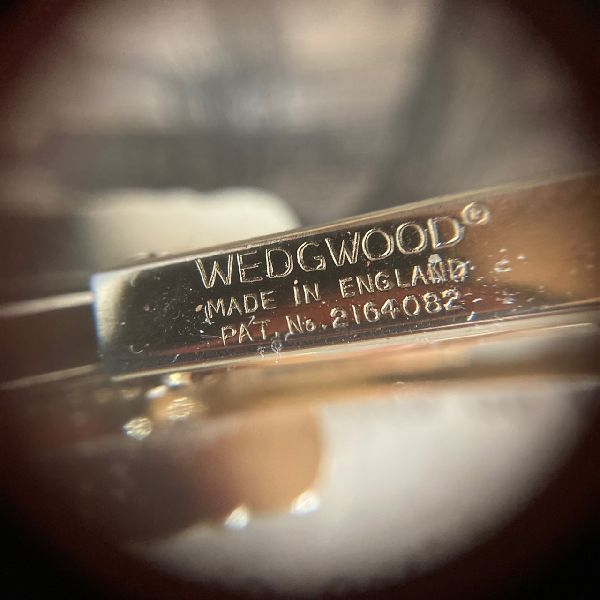 WEDGWOOD®
MADE IN ENGLAND
PAT. No. 2164082